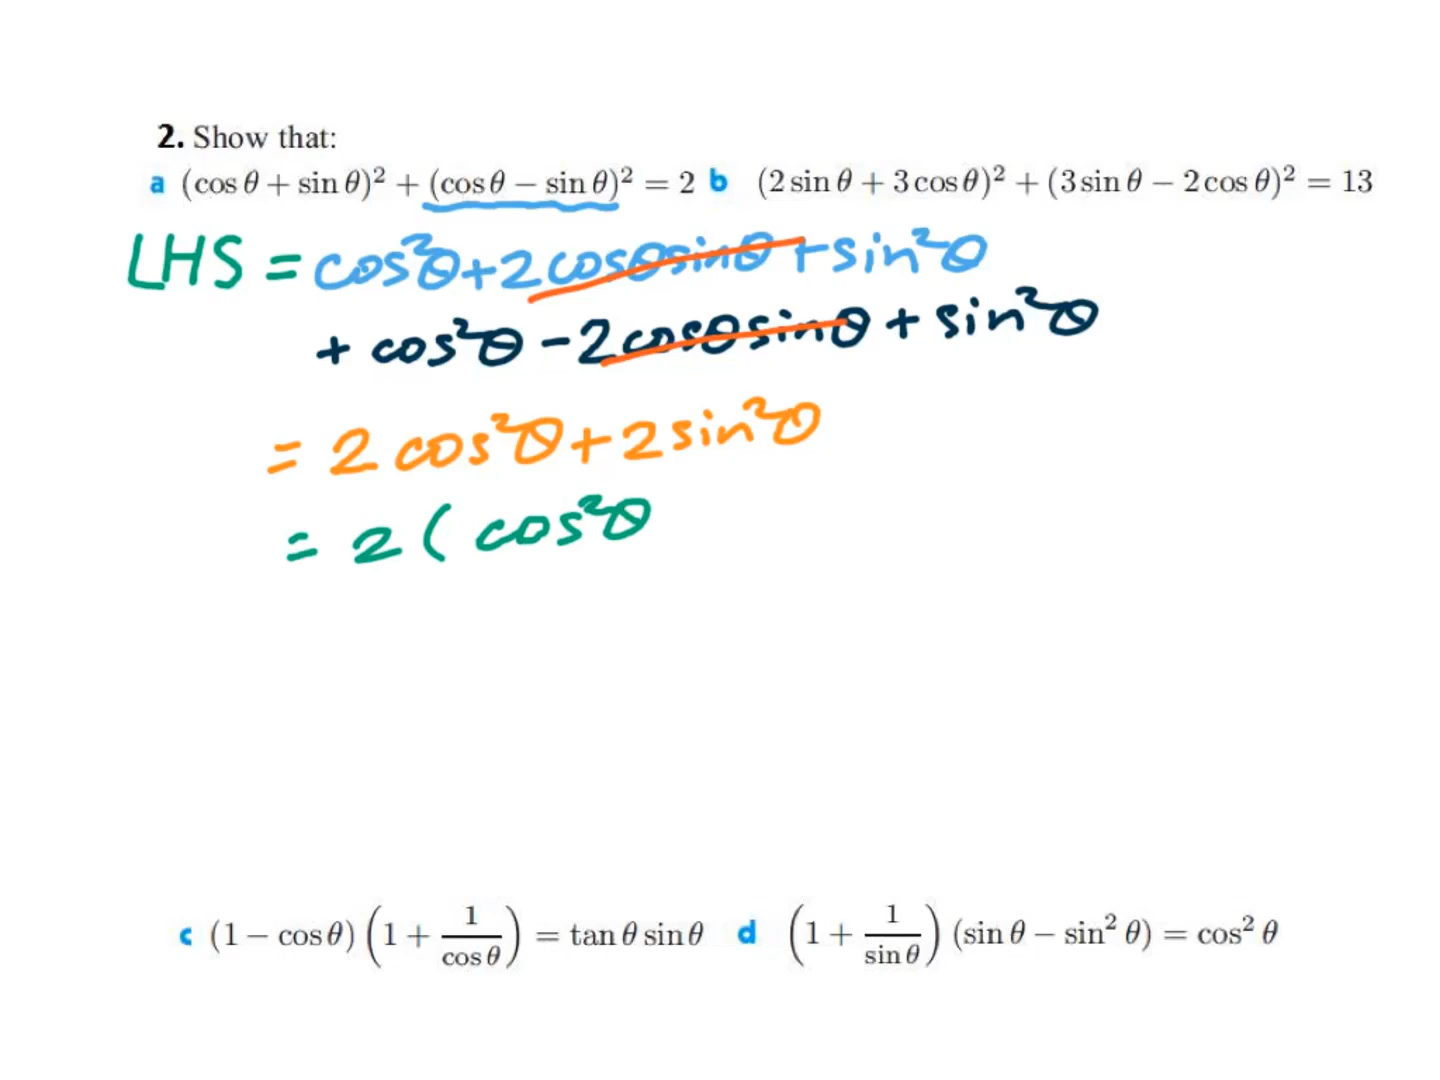 2. Show that:
a (cos θ + sin θ)² + (cos θ − sin θ)² = 2 b (2 sin θ + 3 cos θ)² + (3 sin θ − 2 cos θ)² = 13
LHS = cos²θ + 2cosθsinθ + sin²θ
+ cos²θ − 2cosθsinθ + sin²θ
= 2cos²θ + 2sin²θ
= 2(cos²θ
c (1 − cos θ)(1 + 1/cos θ) = tan θ sin θ d (1 + 1/sin θ)(sin θ − sin² θ) = cos² θ